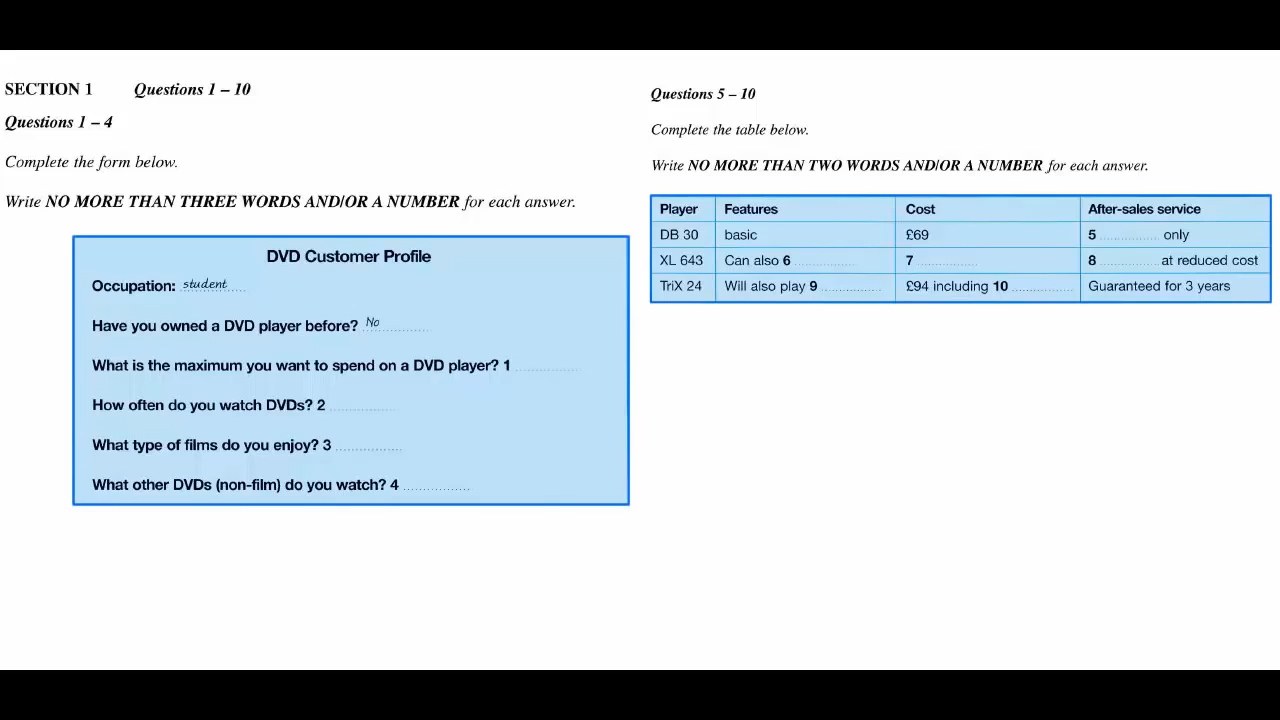 SECTION 1 Questions 1 – 10
Questions 1 – 4
Complete the form below.
Write NO MORE THAN THREE WORDS AND/OR A NUMBER for each answer.
DVD Customer Profile
Occupation: student
Have you owned a DVD player before? No
What is the maximum you want to spend on a DVD player? 1 ................
How often do you watch DVDs? 2 ................
What type of films do you enjoy? 3 ................
What other DVDs (non-film) do you watch? 4 ................
Questions 5 – 10
Complete the table below.
Write NO MORE THAN TWO WORDS AND/OR A NUMBER for each answer.
Player Features Cost After-sales service
DB 30 basic £69 5 ............... only
XL 643 Can also 6 ............... 7 ............... 8 ............... at reduced cost
TriX 24 Will also play 9 ............... £94 including 10 ............... Guaranteed for 3 years